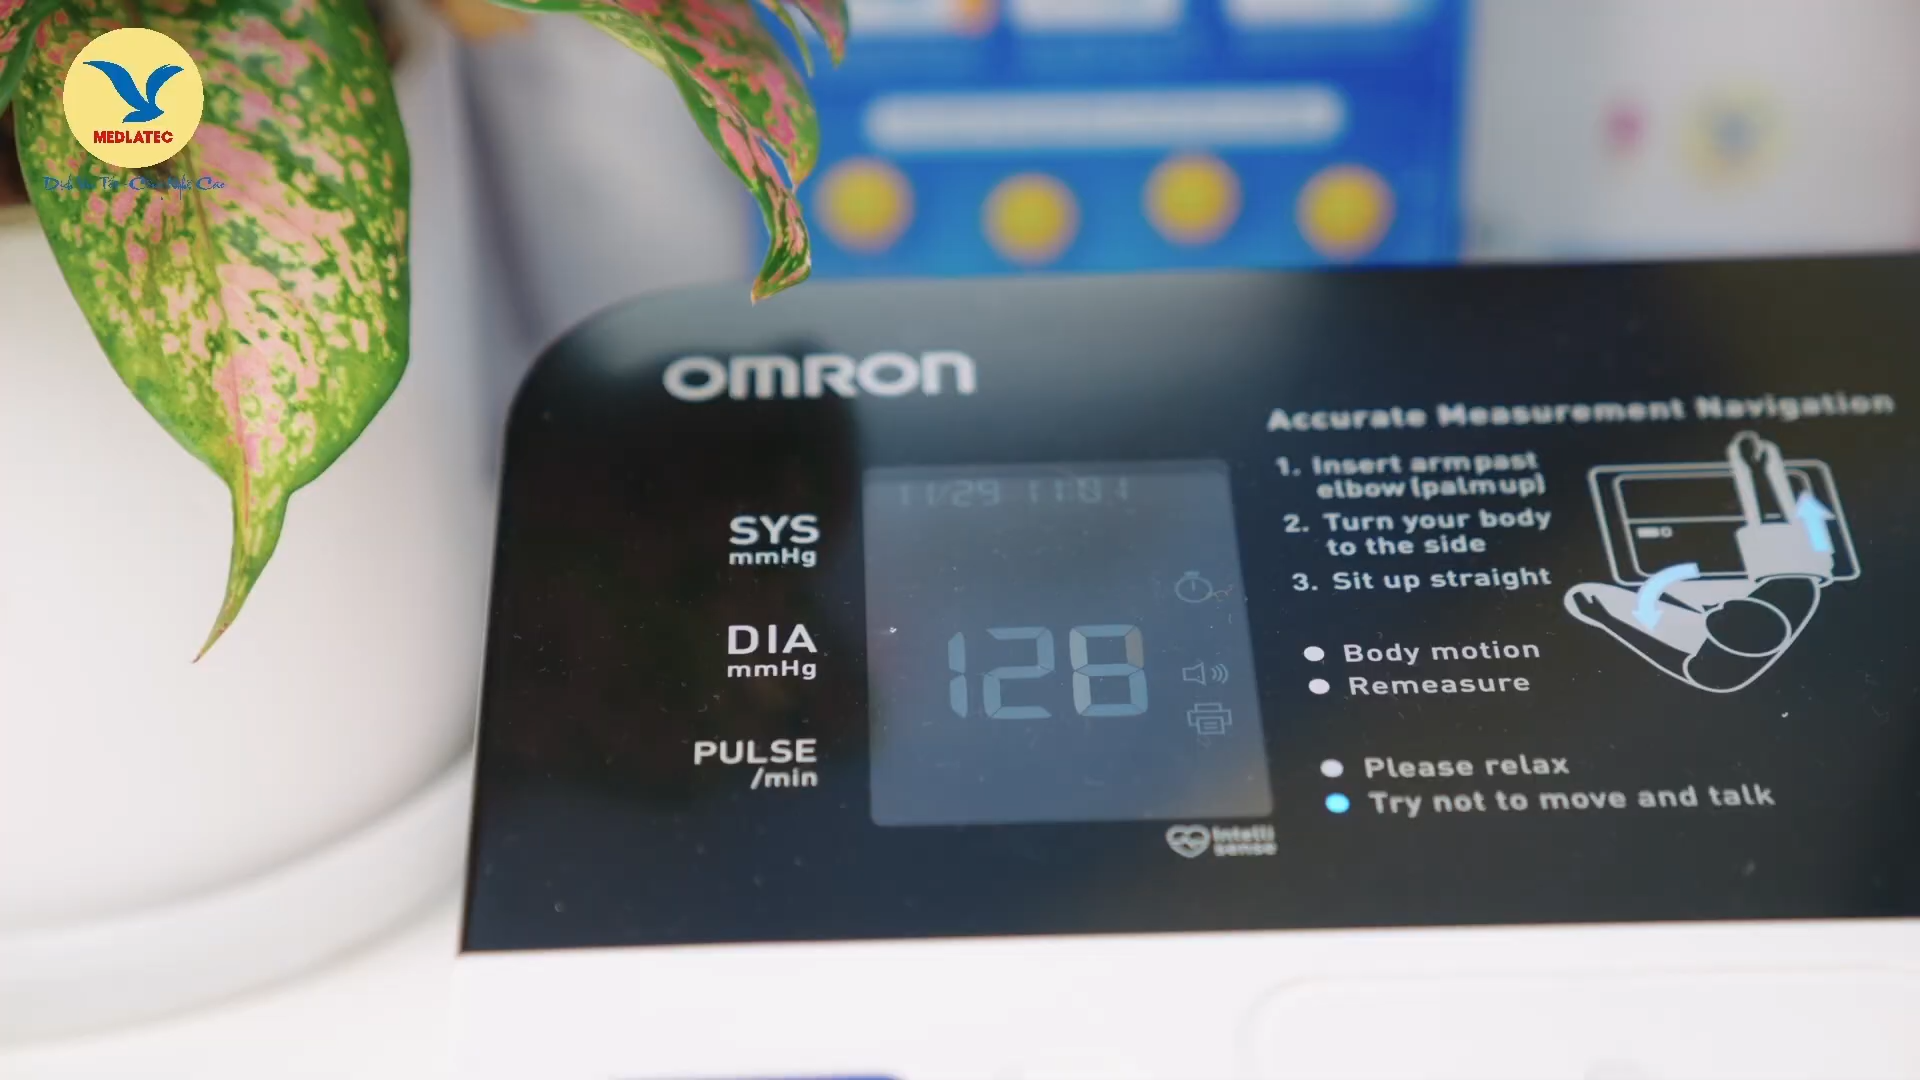 MEDLATEC
OMRON
Accurate Measurement Navigation
1. Insert arm past
elbow (palm up)
2. Turn your body
to the side
3. Sit up straight
11/29 11:01
SYS
mmHg
DIA
mmHg
128
PULSE
/min
Body motion
Remeasure
Please relax
Try not to move and talk
Intelli
sense